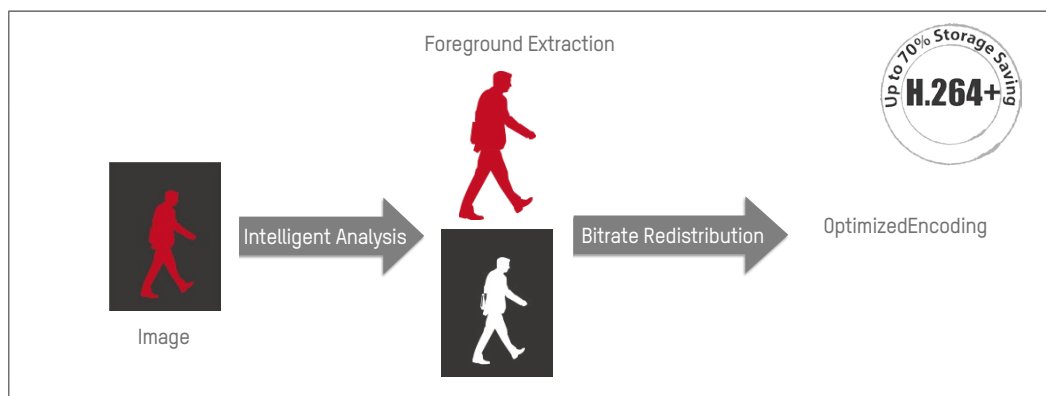 Foreground Extraction
Up to 70% Storage Saving
H.264+
Intelligent Analysis
Bitrate Redistribution
OptimizedEncoding
Image